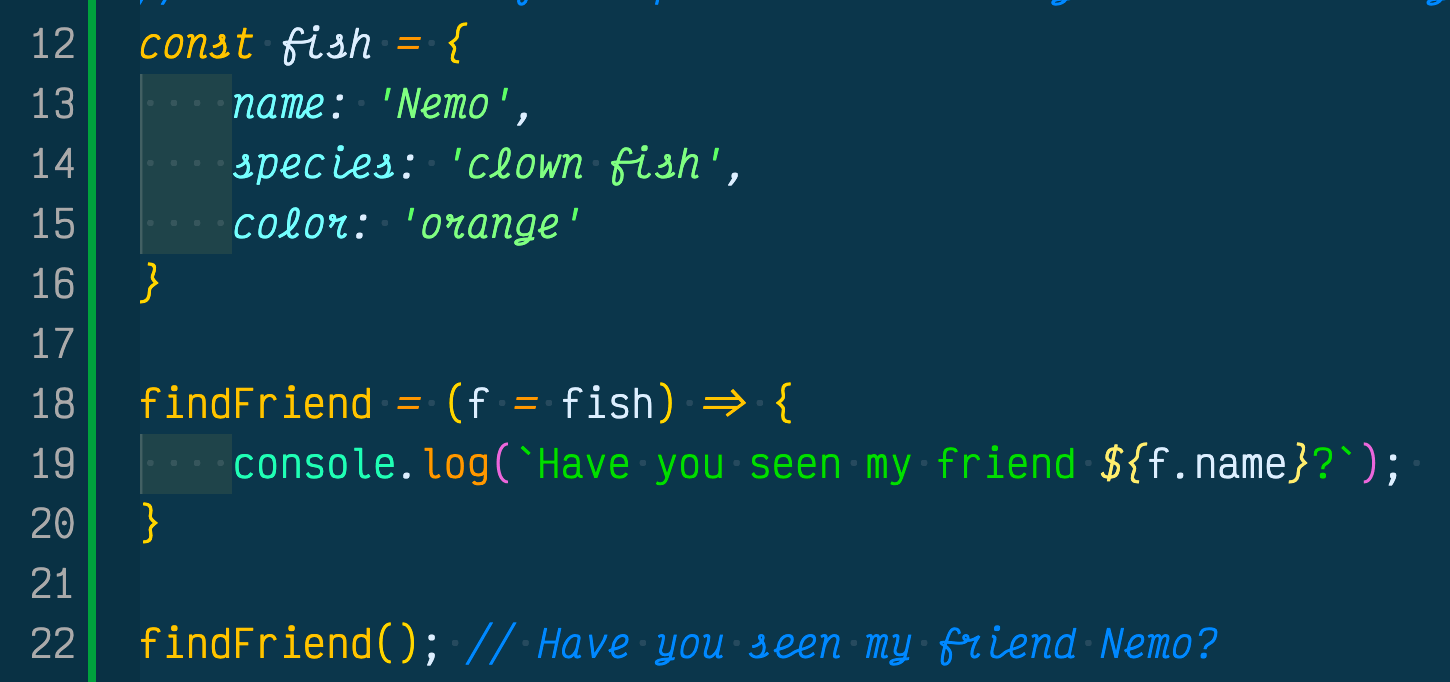 12 const fish = {
13     name: 'Nemo',
14     species: 'clown fish',
15     color: 'orange'
16 }
17
18 findFriend = (f = fish) => {
19     console.log(`Have you seen my friend ${f.name}?`);
20 }
21
22 findFriend(); // Have you seen my friend Nemo?